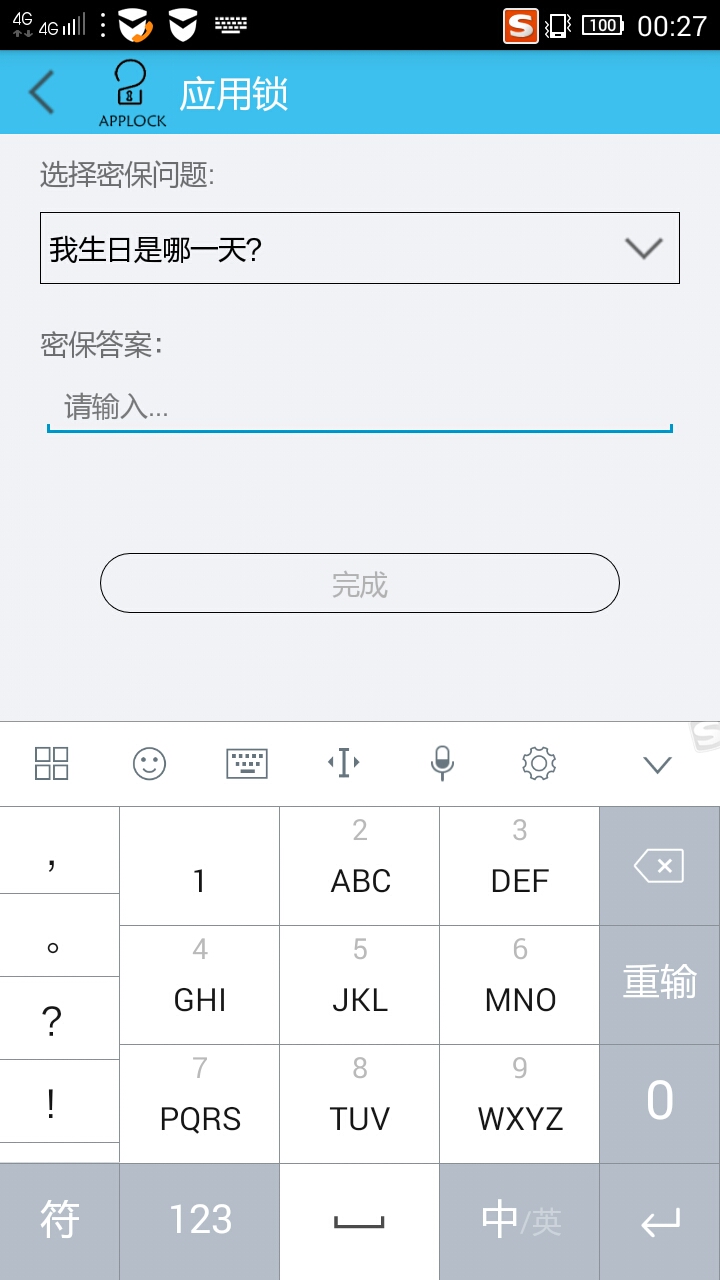 4G 4G 100 00:27
8
APPLOCK 应用锁
选择密保问题:
我生日是哪一天?
密保答案：
请输入...
完成
， 1 2 ABC 3 DEF
。 4 GHI 5 JKL 6 MNO 重输
? 7 PQRS 8 TUV 9 WXYZ 0
!
符 123 中/英